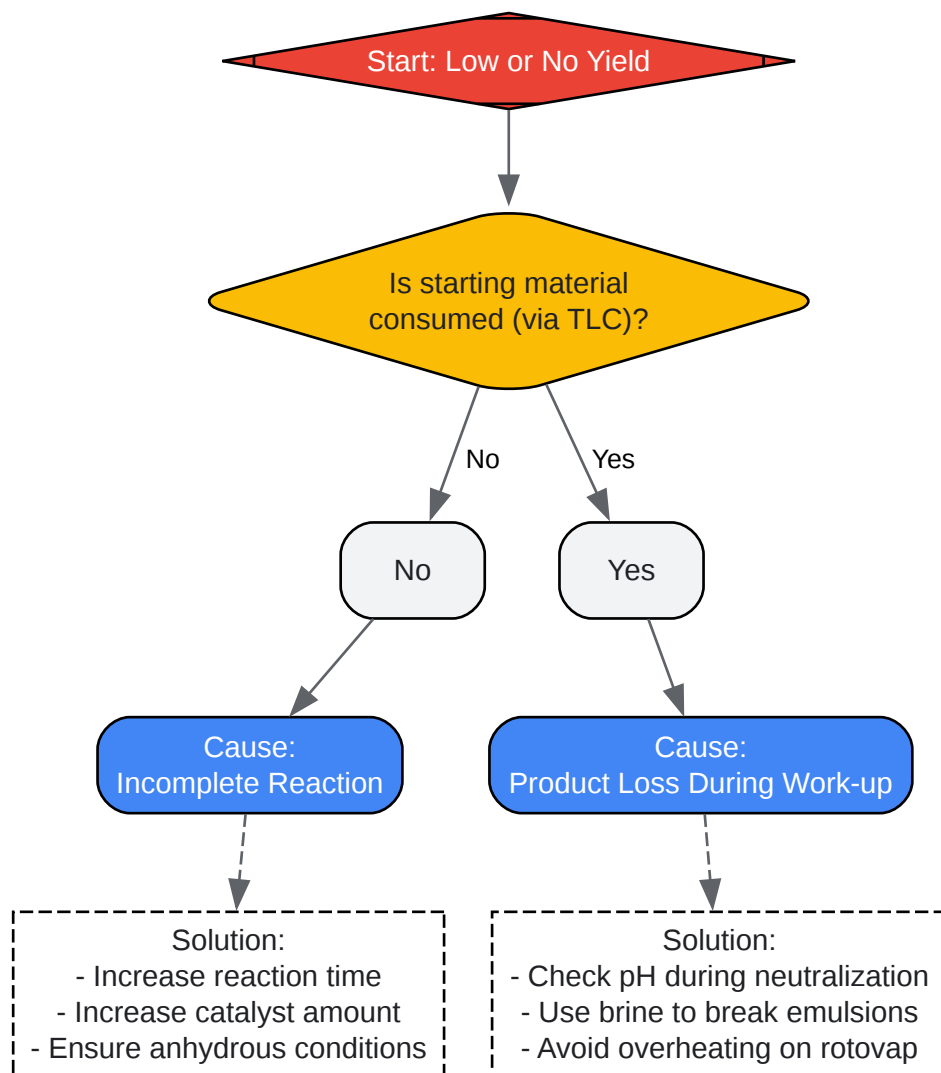 Start: Low or No Yield
Is starting material
consumed (via TLC)?
No
Yes
No
Yes
Cause:
Incomplete Reaction
Cause:
Product Loss During Work-up
Solution:
- Increase reaction time
- Increase catalyst amount
- Ensure anhydrous conditions
Solution:
- Check pH during neutralization
- Use brine to break emulsions
- Avoid overheating on rotovap